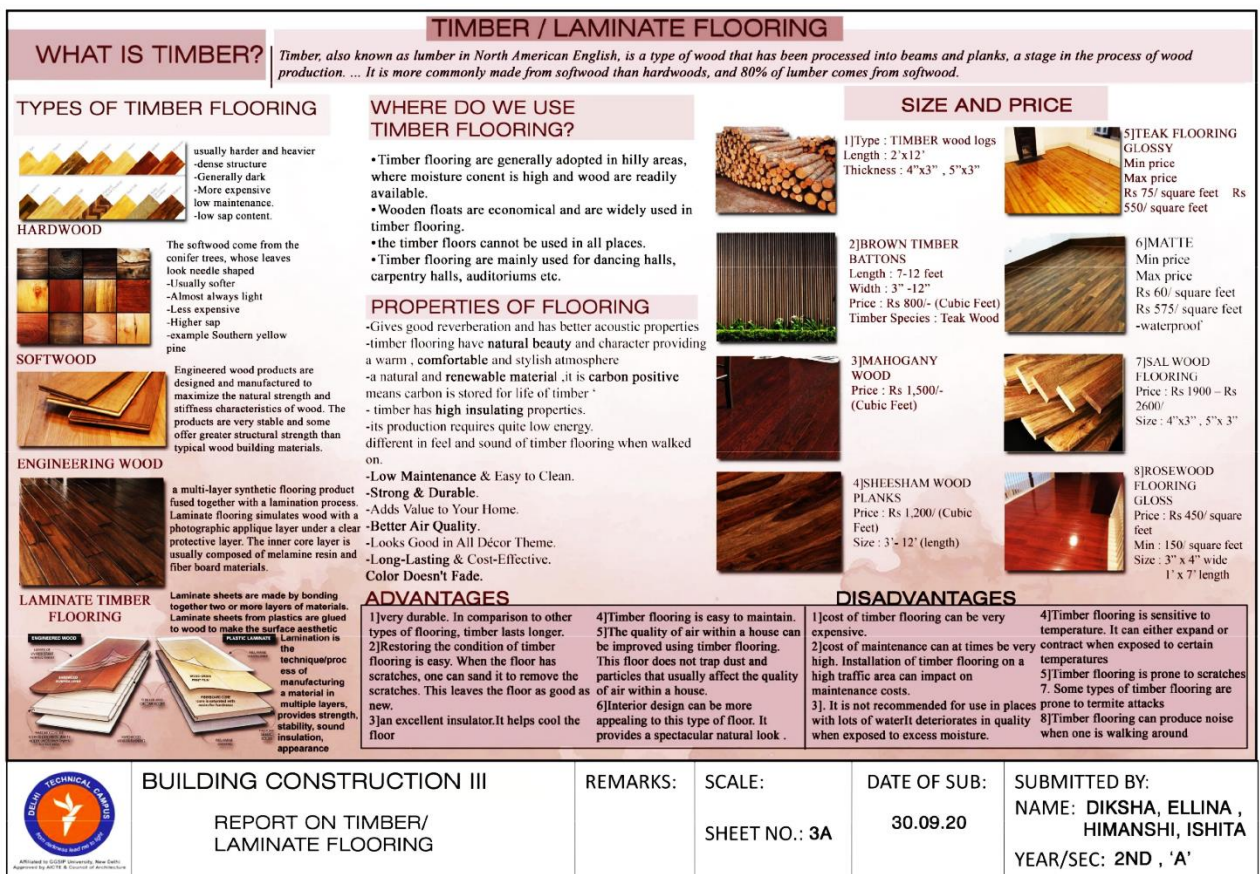 TIMBER / LAMINATE FLOORING
WHAT IS TIMBER?
Timber, also known as lumber in North American English, is a type of wood that has been processed into beams and planks, a stage in the process of wood
production. ... It is more commonly made from softwood than hardwoods, and 80% of lumber comes from softwood.
TYPES OF TIMBER FLOORING
usually harder and heavier
-dense structure
-Generally dark
-More expensive
low maintenance.
-low sap content.
HARDWOOD
The softwood come from the
conifer trees, whose leaves
look needle shaped
-Usually softer
-Almost always light
-Less expensive
-Higher sap
-example Southern yellow
pine
SOFTWOOD
Engineered wood products are
designed and manufactured to
maximize the natural strength and
stiffness characteristics of wood. The
products are very stable and some
offer greater structural strength than
typical wood building materials.
ENGINEERING WOOD
a multi-layer synthetic flooring product
fused together with a lamination process.
Laminate flooring simulates wood with a
photographic applique layer under a clear
protective layer. The inner core layer is
usually composed of melamine resin and
fiber board materials.
LAMINATE TIMBER
FLOORING
Laminate sheets are made by bonding
together two or more layers of materials.
Laminate sheets from plastics are glued
to wood to make the surface aesthetic
ENGINEERED WOOD
PLASTIC LAMINATE
Lamination is
the
technique/proc
ess of
manufacturing
a material in
multiple layers,
provides strength,
stability, sound
insulation,
appearance
WHERE DO WE USE
TIMBER FLOORING?
•Timber flooring are generally adopted in hilly areas,
where moisture conent is high and wood are readily
available.
•Wooden floats are economical and are widely used in
timber flooring.
•the timber floors cannot be used in all places.
•Timber flooring are mainly used for dancing halls,
carpentry halls, auditoriums etc.
PROPERTIES OF FLOORING
-Gives good reverberation and has better acoustic properties
-timber flooring have natural beauty and character providing
a warm , comfortable and stylish atmosphere
-a natural and renewable material ,it is carbon positive
means carbon is stored for life of timber ‘
- timber has high insulating properties.
-its production requires quite low energy.
different in feel and sound of timber flooring when walked
on.
-Low Maintenance & Easy to Clean.
-Strong & Durable.
-Adds Value to Your Home.
-Better Air Quality.
-Looks Good in All Décor Theme.
-Long-Lasting & Cost-Effective.
Color Doesn't Fade.
SIZE AND PRICE
1]Type : TIMBER wood logs
Length : 2'x12'
Thickness : 4”x3” , 5”x3”
2]BROWN TIMBER
BATTONS
Length : 7-12 feet
Width : 3” -12”
Price : Rs 800/- (Cubic Feet)
Timber Species : Teak Wood
3]MAHOGANY
WOOD
Price : Rs 1,500/-
(Cubic Feet)
4]SHEESHAM WOOD
PLANKS
Price : Rs 1,200/ (Cubic
Feet)
Size : 3'- 12' (length)
5]TEAK FLOORING
GLOSSY
Min price
Max price
Rs 75/ square feet Rs
550/ square feet
6]MATTE
Min price
Max price
Rs 60/ square feet
Rs 575/ square feet
-waterproof
7]SAL WOOD
FLOORING
Price : Rs 1900 – Rs
2600/
Size : 4”x3” , 5”x 3”
8]ROSEWOOD
FLOORING
GLOSS
Price : Rs 450/ square
feet
Min : 150/ square feet
Size : 3” x 4” wide
1' x 7' length
ADVANTAGES
1]very durable. In comparison to other
types of flooring, timber lasts longer.
2]Restoring the condition of timber
flooring is easy. When the floor has
scratches, one can sand it to remove the
scratches. This leaves the floor as good as
new.
3]an excellent insulator.It helps cool the
floor
4]Timber flooring is easy to maintain.
5]The quality of air within a house can
be improved using timber flooring.
This floor does not trap dust and
particles that usually affect the quality
of air within a house.
6]Interior design can be more
appealing to this type of floor. It
provides a spectacular natural look .
DISADVANTAGES
1]cost of timber flooring can be very
expensive.
2]cost of maintenance can at times be very
high. Installation of timber flooring on a
high traffic area can impact on
maintenance costs.
3]. It is not recommended for use in places
with lots of waterIt deteriorates in quality
when exposed to excess moisture.
4]Timber flooring is sensitive to
temperature. It can either expand or
contract when exposed to certain
temperatures
5]Timber flooring is prone to scratches
7. Some types of timber flooring are
prone to termite attacks
8]Timber flooring can produce noise
when one is walking around
DELHI TECHNICAL CAMPUS
from darkness lead me to light
Affiliated to GGSIP University, New Delhi
Approved by AICTE & Council of Architecture
BUILDING CONSTRUCTION III
REPORT ON TIMBER/
LAMINATE FLOORING
REMARKS:
SCALE:
SHEET NO.: 3A
DATE OF SUB:
30.09.20
SUBMITTED BY:
NAME: DIKSHA, ELLINA ,
HIMANSHI, ISHITA
YEAR/SEC: 2ND , ‘A’